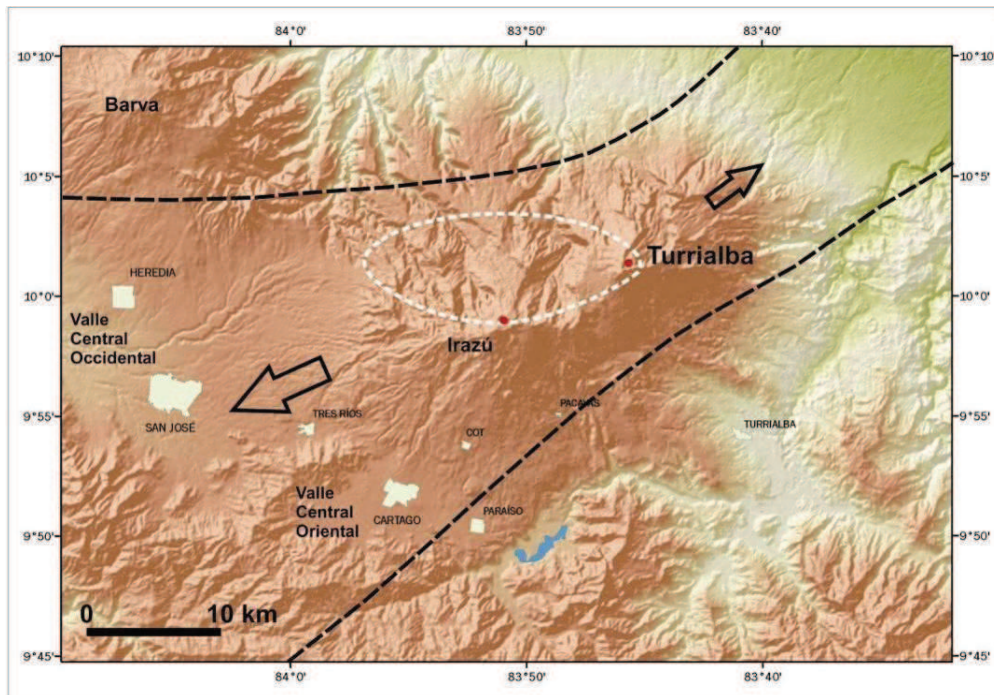 84°0' 83°50' 83°40'
10°10' 10°10'
Barva
10°5' 10°5'
Turrialba
HEREDIA
10°0' 10°0'
Valle
Central
Occidental
Irazú
SAN JOSÉ
TRES RÍOS
PACAYAS
9°55' 9°55'
COT
TURRIALBA
Valle
Central
Oriental
CARTAGO
PARAÍSO
9°50' 9°50'
0 10 km
9°45' 9°45'
84°0' 83°50' 83°40'